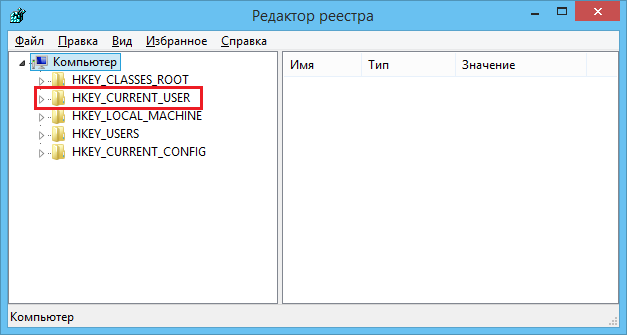 Редактор реестра
Файл Правка Вид Избранное Справка
Компьютер
HKEY_CLASSES_ROOT
HKEY_CURRENT_USER
HKEY_LOCAL_MACHINE
HKEY_USERS
HKEY_CURRENT_CONFIG
Имя Тип Значение
Компьютер